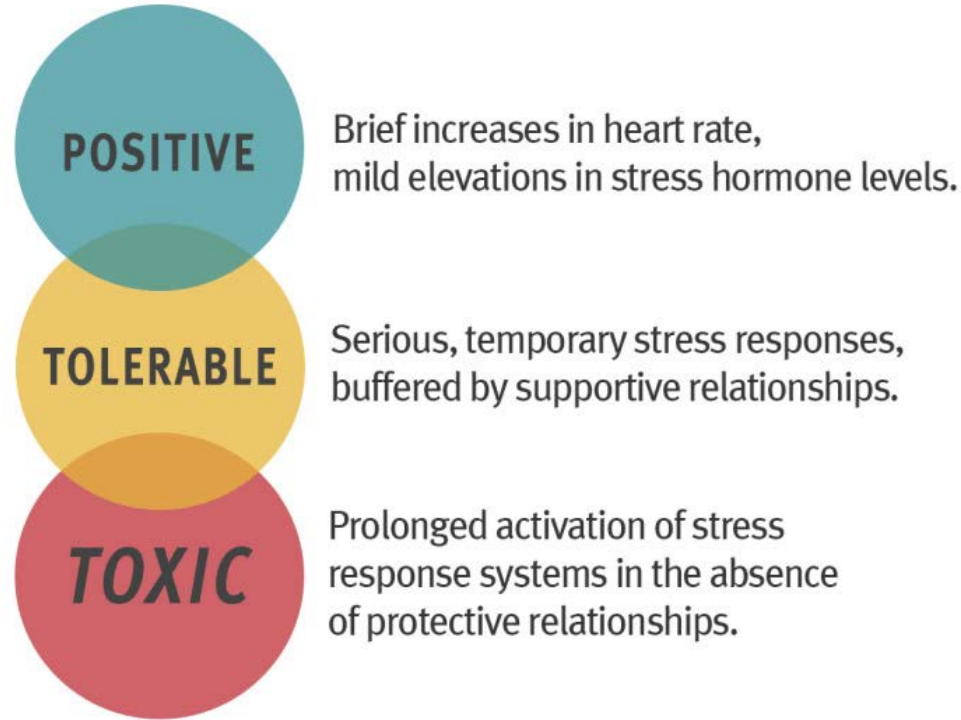 POSITIVE
Brief increases in heart rate,
mild elevations in stress hormone levels.
TOLERABLE
Serious, temporary stress responses,
buffered by supportive relationships.
TOXIC
Prolonged activation of stress
response systems in the absence
of protective relationships.